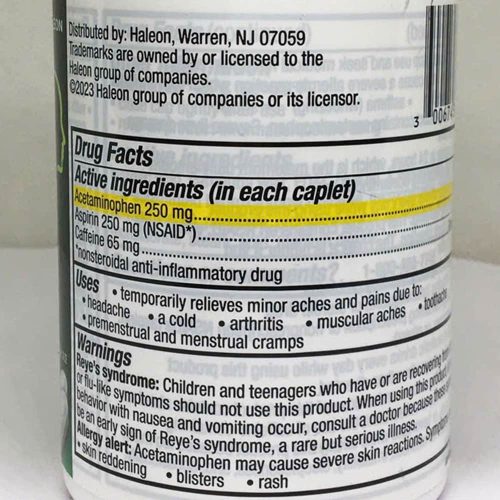 Distributed by: Haleon, Warren, NJ 07059
Trademarks are owned by or licensed to the
Haleon group of companies.
©2023 Haleon group of companies or its licensor.
3 0067
Drug Facts
Active ingredients (in each caplet)
Acetaminophen 250 mg
Aspirin 250 mg (NSAID*)
Caffeine 65 mg
*nonsteroidal anti-inflammatory drug
Uses • temporarily relieves minor aches and pains due to:
• headache • a cold • arthritis • muscular aches • toothache
• premenstrual and menstrual cramps
Warnings
Reye's syndrome: Children and teenagers who have or are recovering from
or flu-like symptoms should not use this product. When using this product,
behavior with nausea and vomiting occur, consult a doctor because these
be an early sign of Reye's syndrome, a rare but serious illness.
Allergy alert: Acetaminophen may cause severe skin reactions. Symptoms
• skin reddening • blisters • rash